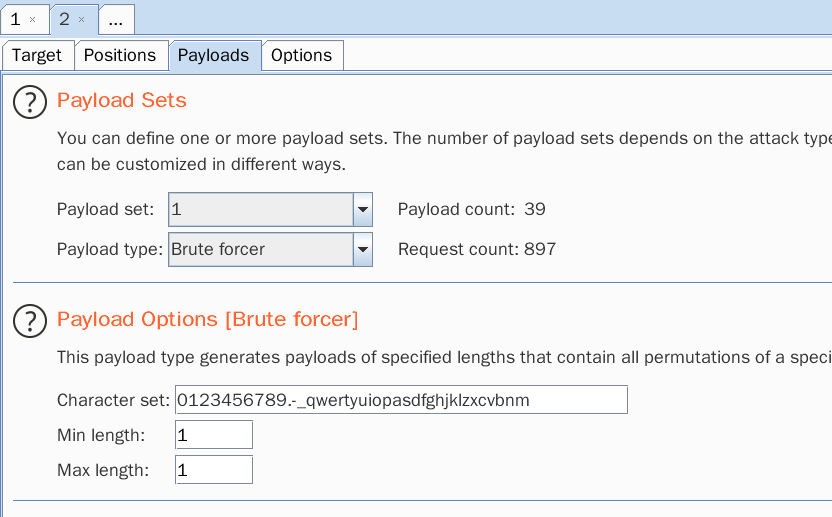 1 × 2 × ...
Target Positions Payloads Options
? Payload Sets
You can define one or more payload sets. The number of payload sets depends on the attack type
can be customized in different ways.
Payload set: 1 Payload count: 39
Payload type: Brute forcer Request count: 897
? Payload Options [Brute forcer]
This payload type generates payloads of specified lengths that contain all permutations of a speci
Character set: 0123456789.-_qwertyuiopasdfghjklzxcvbnm
Min length: 1
Max length: 1